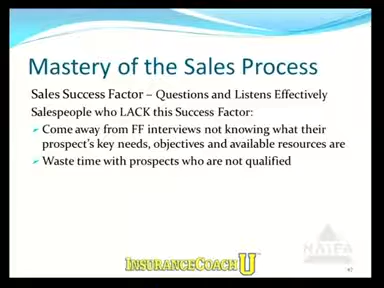 Mastery of the Sales Process
Sales Success Factor – Questions and Listens Effectively
Salespeople who LACK this Success Factor:
Come away from FF interviews not knowing what their
prospect's key needs, objectives and available resources are
Waste time with prospects who are not qualified
NAIFA
INSURANCECOACHU